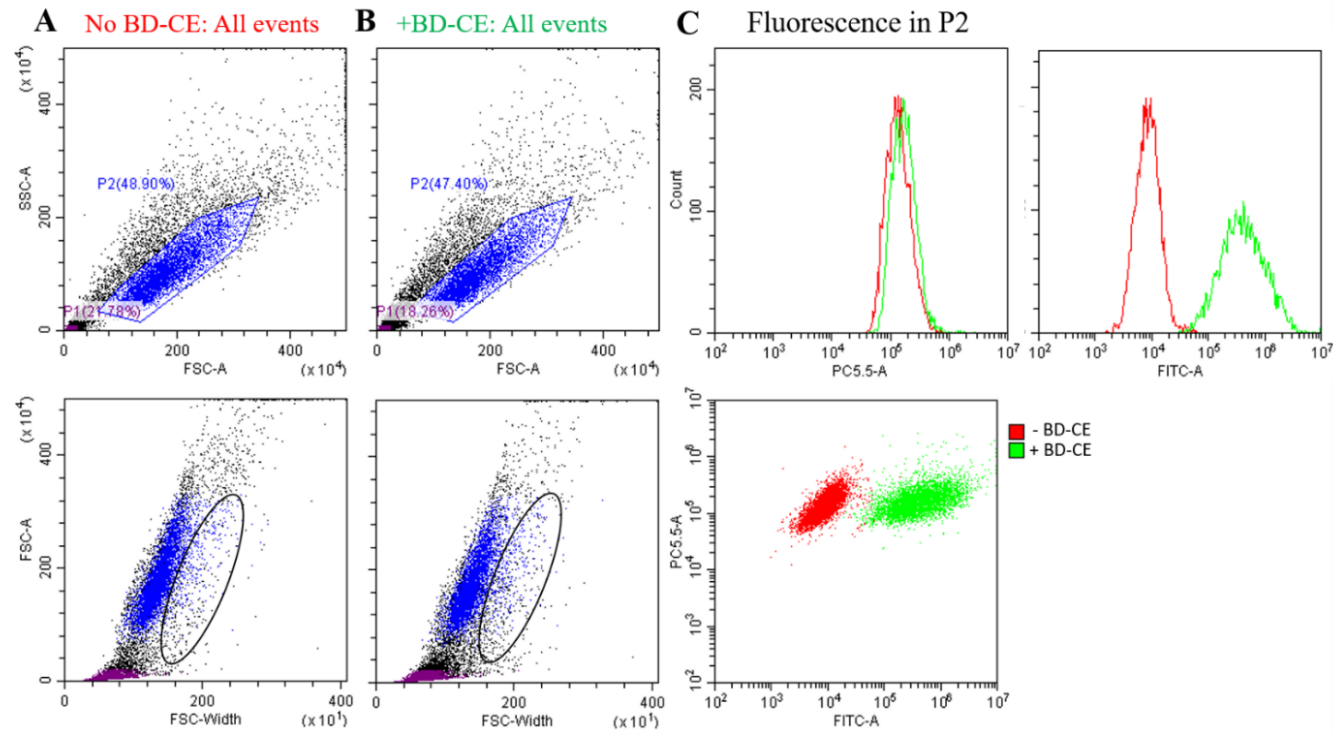 A No BD-CE: All events
B +BD-CE: All events
C Fluorescence in P2
(x10⁴)
400
200
0
SSC-A
P2(48.90%)
P1(21.78%)
0 200 400
FSC-A (x10⁴)
(x10⁴)
400
200
0
P2(47.40%)
P1(18.26%)
0 200 400
FSC-A (x10⁴)
200
100
0
Count
10² 10³ 10⁴ 10⁵ 10⁶ 10⁷
PC5.5-A
10² 10³ 10⁴ 10⁵ 10⁶ 10⁷
FITC-A
(x10⁴)
400
200
0
FSC-A
0 200 400
FSC-Width (x10¹)
(x10⁴)
400
200
0
0 200 400
FSC-Width (x10¹)
10⁷
10⁶
10⁵
10⁴
10³
10²
PC5.5-A
10² 10³ 10⁴ 10⁵ 10⁶ 10⁷
FITC-A
- BD-CE
+ BD-CE